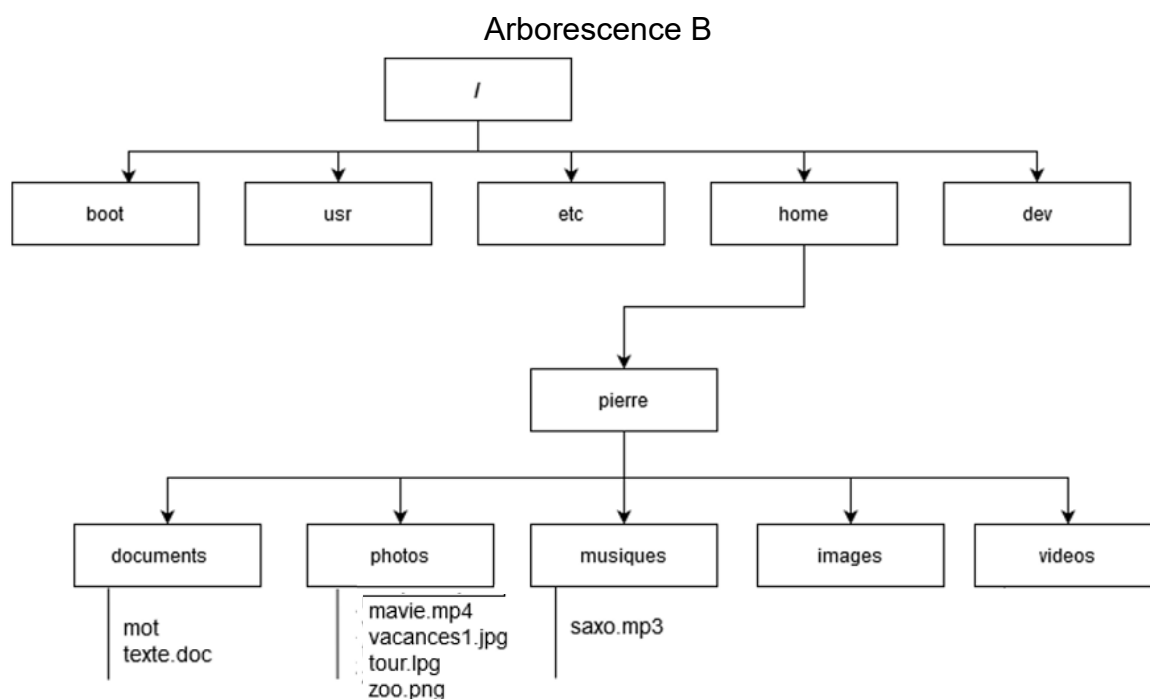 Arborescence B
/
boot
usr
etc
home
dev
pierre
documents
photos
musiques
images
videos
mot
texte.doc
mavie.mp4
vacances1.jpg
tour.lpg
zoo.png
saxo.mp3